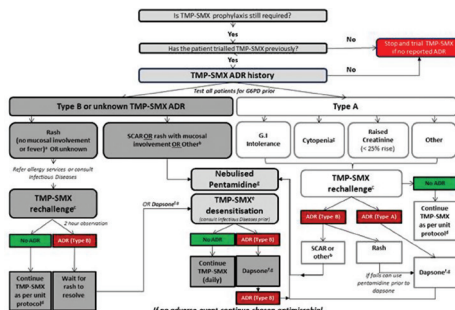 Is TMP-SMX prophylaxis still required?
Yes
No
Has the patient trialled TMP-SMX previously?
Stop and trial TMP-SMX
if no reported ADR
Yes
No
TMP-SMX ADR history
Test all patients for G6PD prior
Type B or unknown TMP-SMX ADR
Type A
Rash
(no mucosal involvement
or fever)a OR unknown
SCAR OR rash with mucosal
involvement OR Otherb
G.I
Intolerance
Cytopeniag
Raised
Creatinine
(< 25% rise)
Other
Refer allergy services or consult
Infectious Diseases
Nebulised
Pentamidineg
TMP-SMX
rechallengec
TMP-SMX
rechallengec
No ADR
2 hour observation
OR Dapsonef,g
TMP-SMXe
desensitisation
(consult Infectious Diseases prior)
ADR (Type B)
ADR (Type A)
Continue
TMP-SMX
as per unit
protocold
No ADR
ADR (Type B)
No ADR
ADR (Type B)
SCAR or
otherb
Rash
Dapsonef,g
Continue
TMP-SMX
as per unit
protocold
Wait for
rash to
resolve
Continue
TMP-SMX
(daily)
Dapsonef,g
If fails can use
pentamidine prior to
dapsone
ADR (Type B)
If no adverse event continue chosen antimicrobial